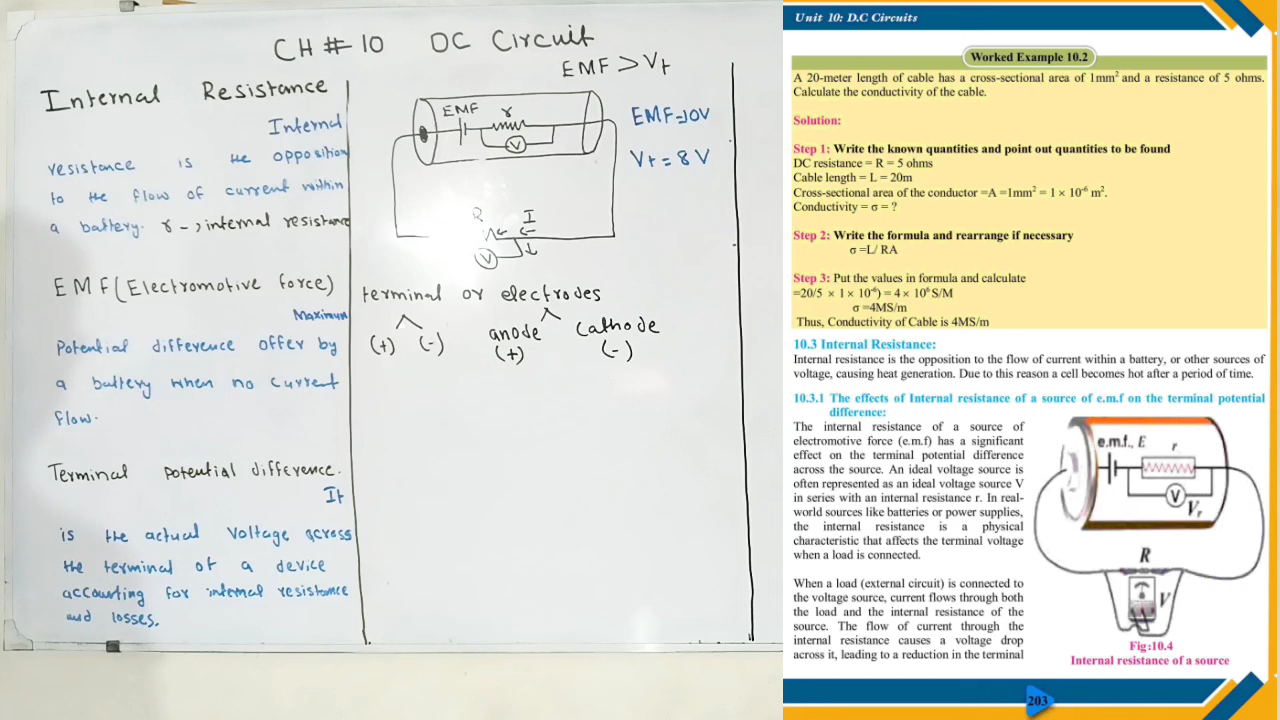 CH # 10 DC Circuit
EMF > Vt
Internal Resistance
Internal
resistance is the opposition
to the flow of current within
a battery. r -> internal resistance
EMF (Electromotive force)
Maximum
Potential difference offer by
a battery when no current
flow.
Terminal potential difference.
It
is the actual voltage across
the terminal of a device
accounting for internal resistance
and losses.
EMF r
V
EMF=10V
Vt = 8 V
R I
V
terminal or electrodes
(+) (-) anode cathode
(+) (-)
Unit 10: D.C Circuits
Worked Example 10.2
A 20-meter length of cable has a cross-sectional area of 1mm² and a resistance of 5 ohms.
Calculate the conductivity of the cable.
Solution:
Step 1: Write the known quantities and point out quantities to be found
DC resistance = R = 5 ohms
Cable length = L = 20m
Cross-sectional area of the conductor =A =1mm² = 1 × 10⁻⁶ m².
Conductivity = σ = ?
Step 2: Write the formula and rearrange if necessary
σ =L/ RA
Step 3: Put the values in formula and calculate
=20/5 × 1 × 10⁻⁶) = 4 × 10⁶ S/M
σ =4MS/m
Thus, Conductivity of Cable is 4MS/m
10.3 Internal Resistance:
Internal resistance is the opposition to the flow of current within a battery, or other sources of
voltage, causing heat generation. Due to this reason a cell becomes hot after a period of time.
10.3.1 The effects of Internal resistance of a source of e.m.f on the terminal potential
difference:
The internal resistance of a source of
electromotive force (e.m.f) has a significant
effect on the terminal potential difference
across the source. An ideal voltage source is
often represented as an ideal voltage source V
in series with an internal resistance r. In real-
world sources like batteries or power supplies,
the internal resistance is a physical
characteristic that affects the terminal voltage
when a load is connected.
When a load (external circuit) is connected to
the voltage source, current flows through both
the load and the internal resistance of the
source. The flow of current through the
internal resistance causes a voltage drop
across it, leading to a reduction in the terminal
e.m.f., E r
V
Vr
R
V
Fig:10.4
Internal resistance of a source
203